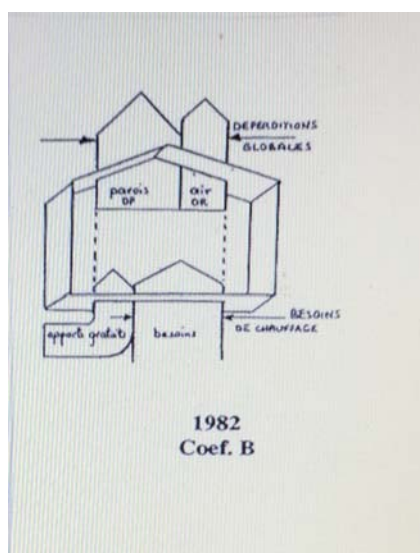 DEPERDITIONS
GLOBALES
parois
DP
air
DR
BESOINS
DE CHAUFFAGE
apports gratuits
besoins
1982
Coef. B